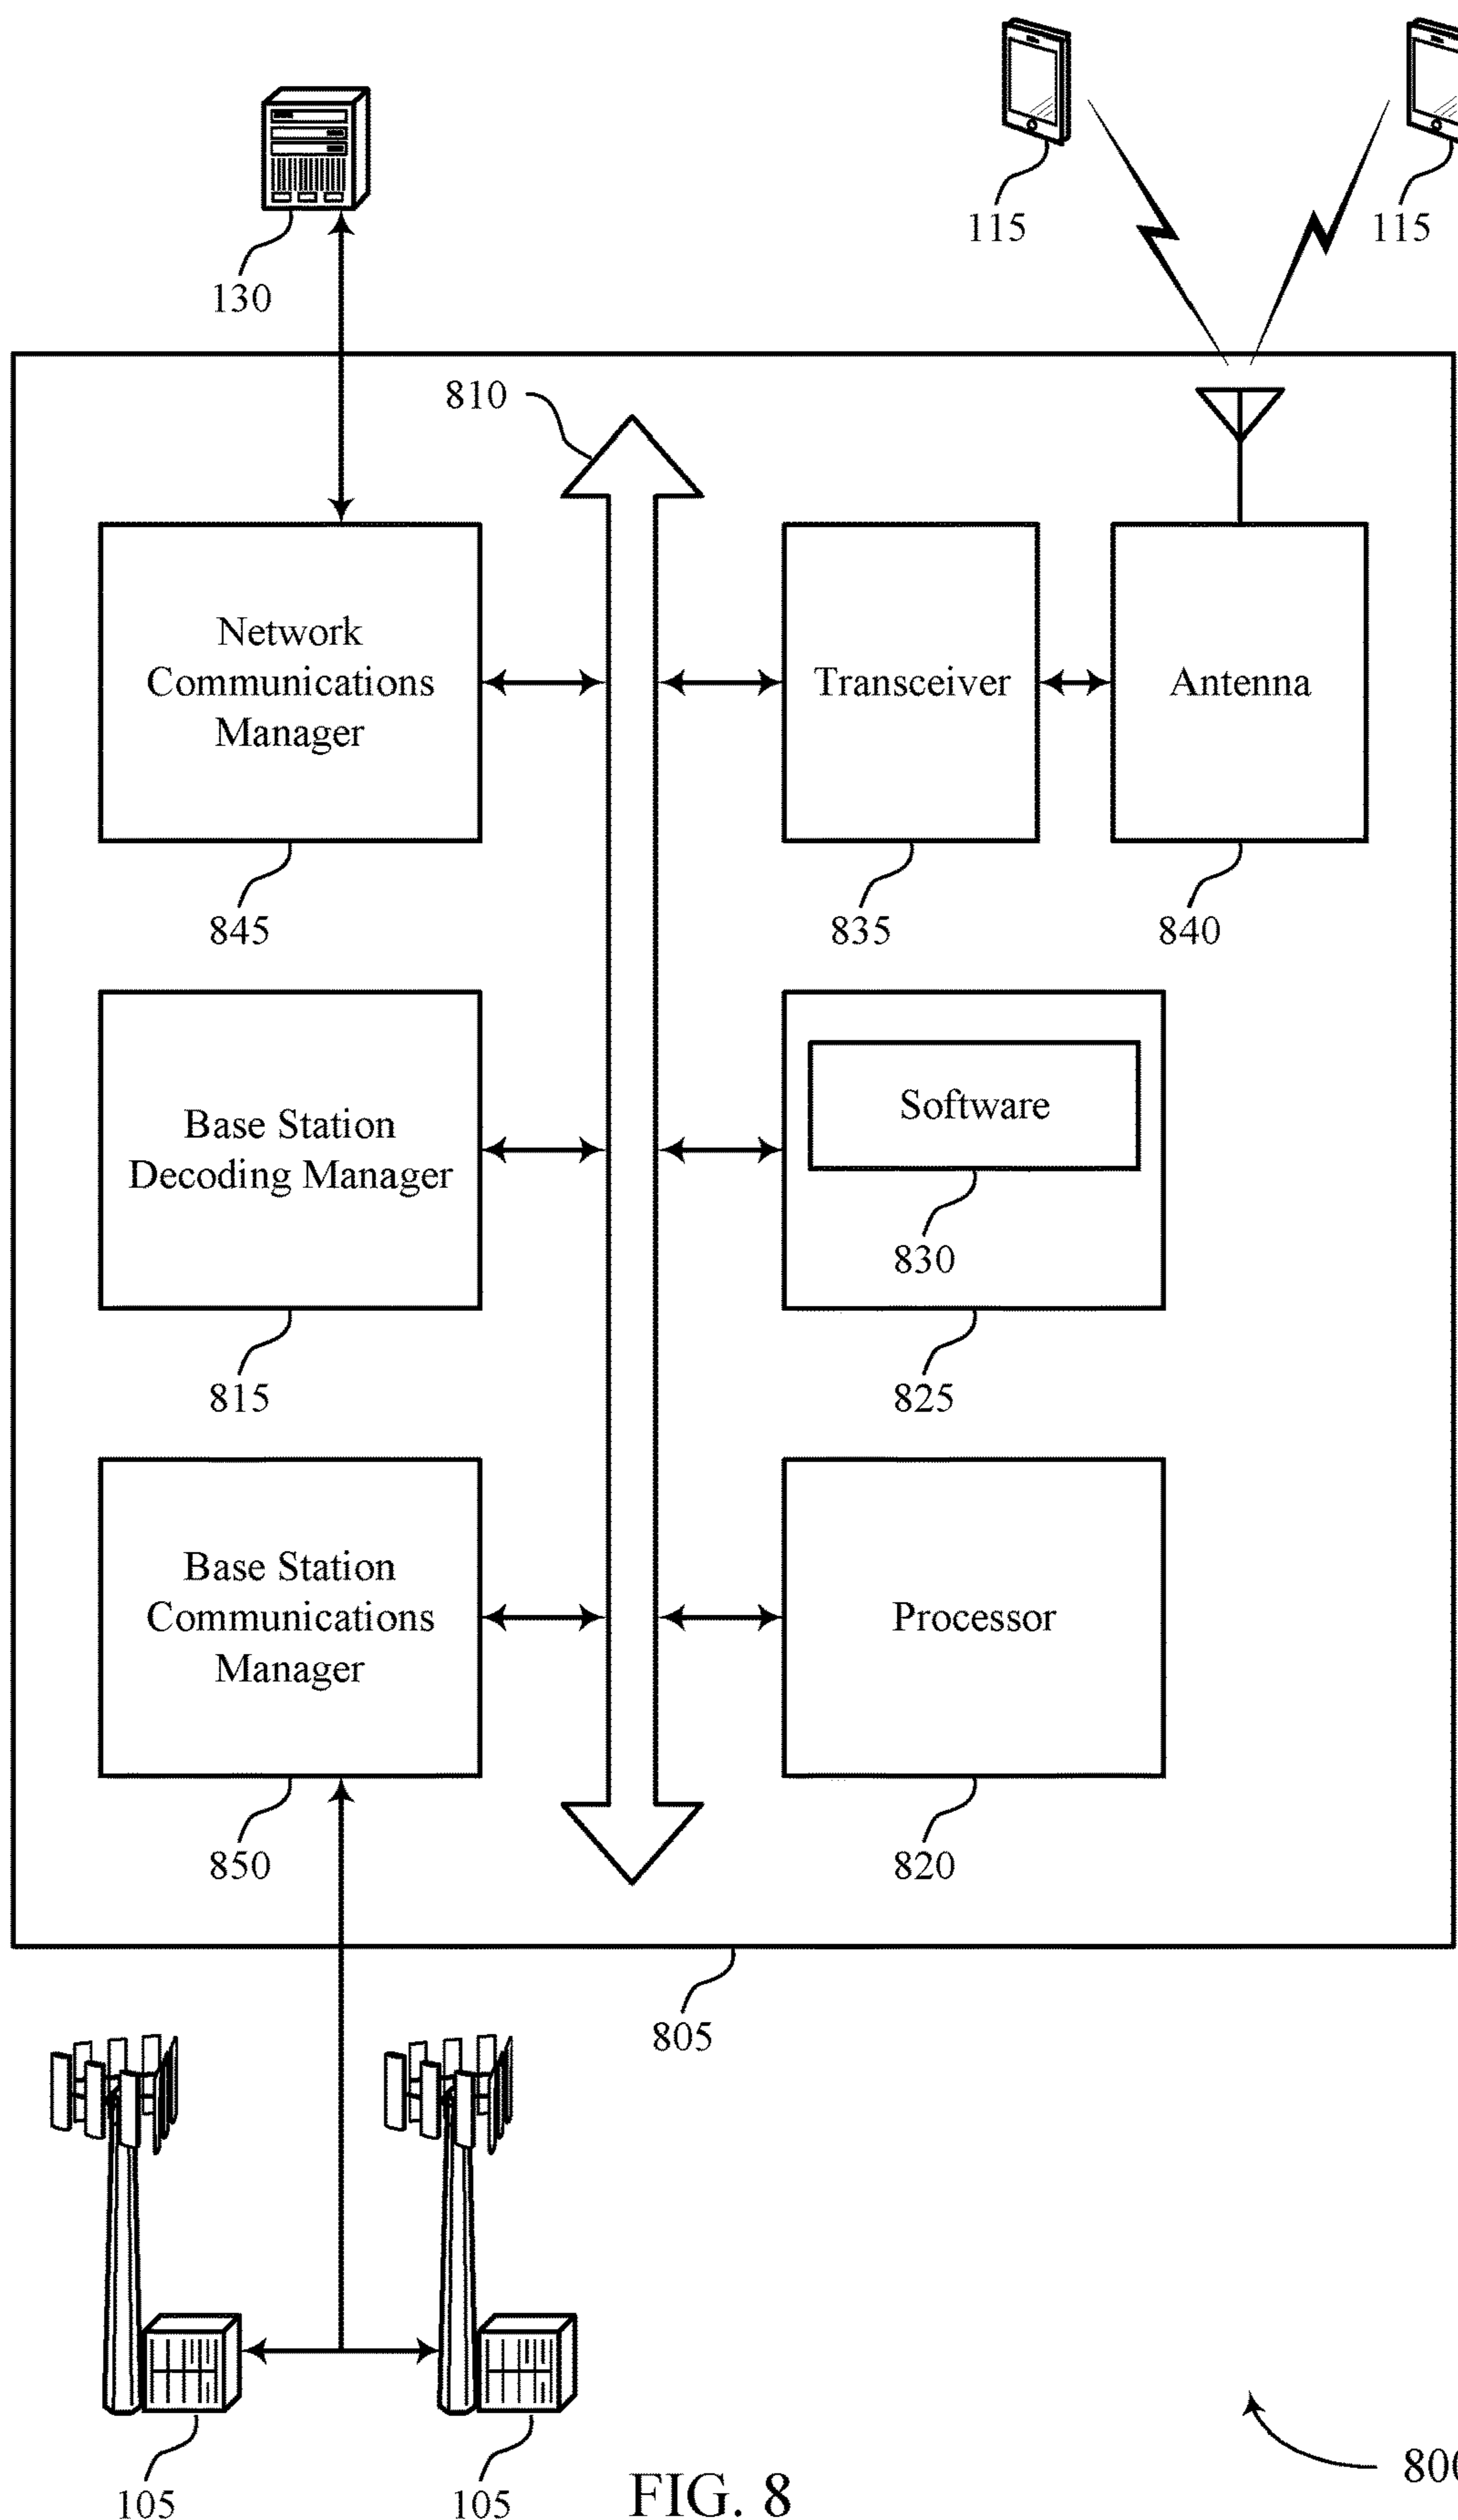 115
115
130
810
Network
Communications
Manager
Transceiver
Antenna
845
835
840
Base Station
Decoding Manager
Software
830
815
825
Base Station
Communications
Manager
Processor
850
820
805
105
105
FIG. 8
800